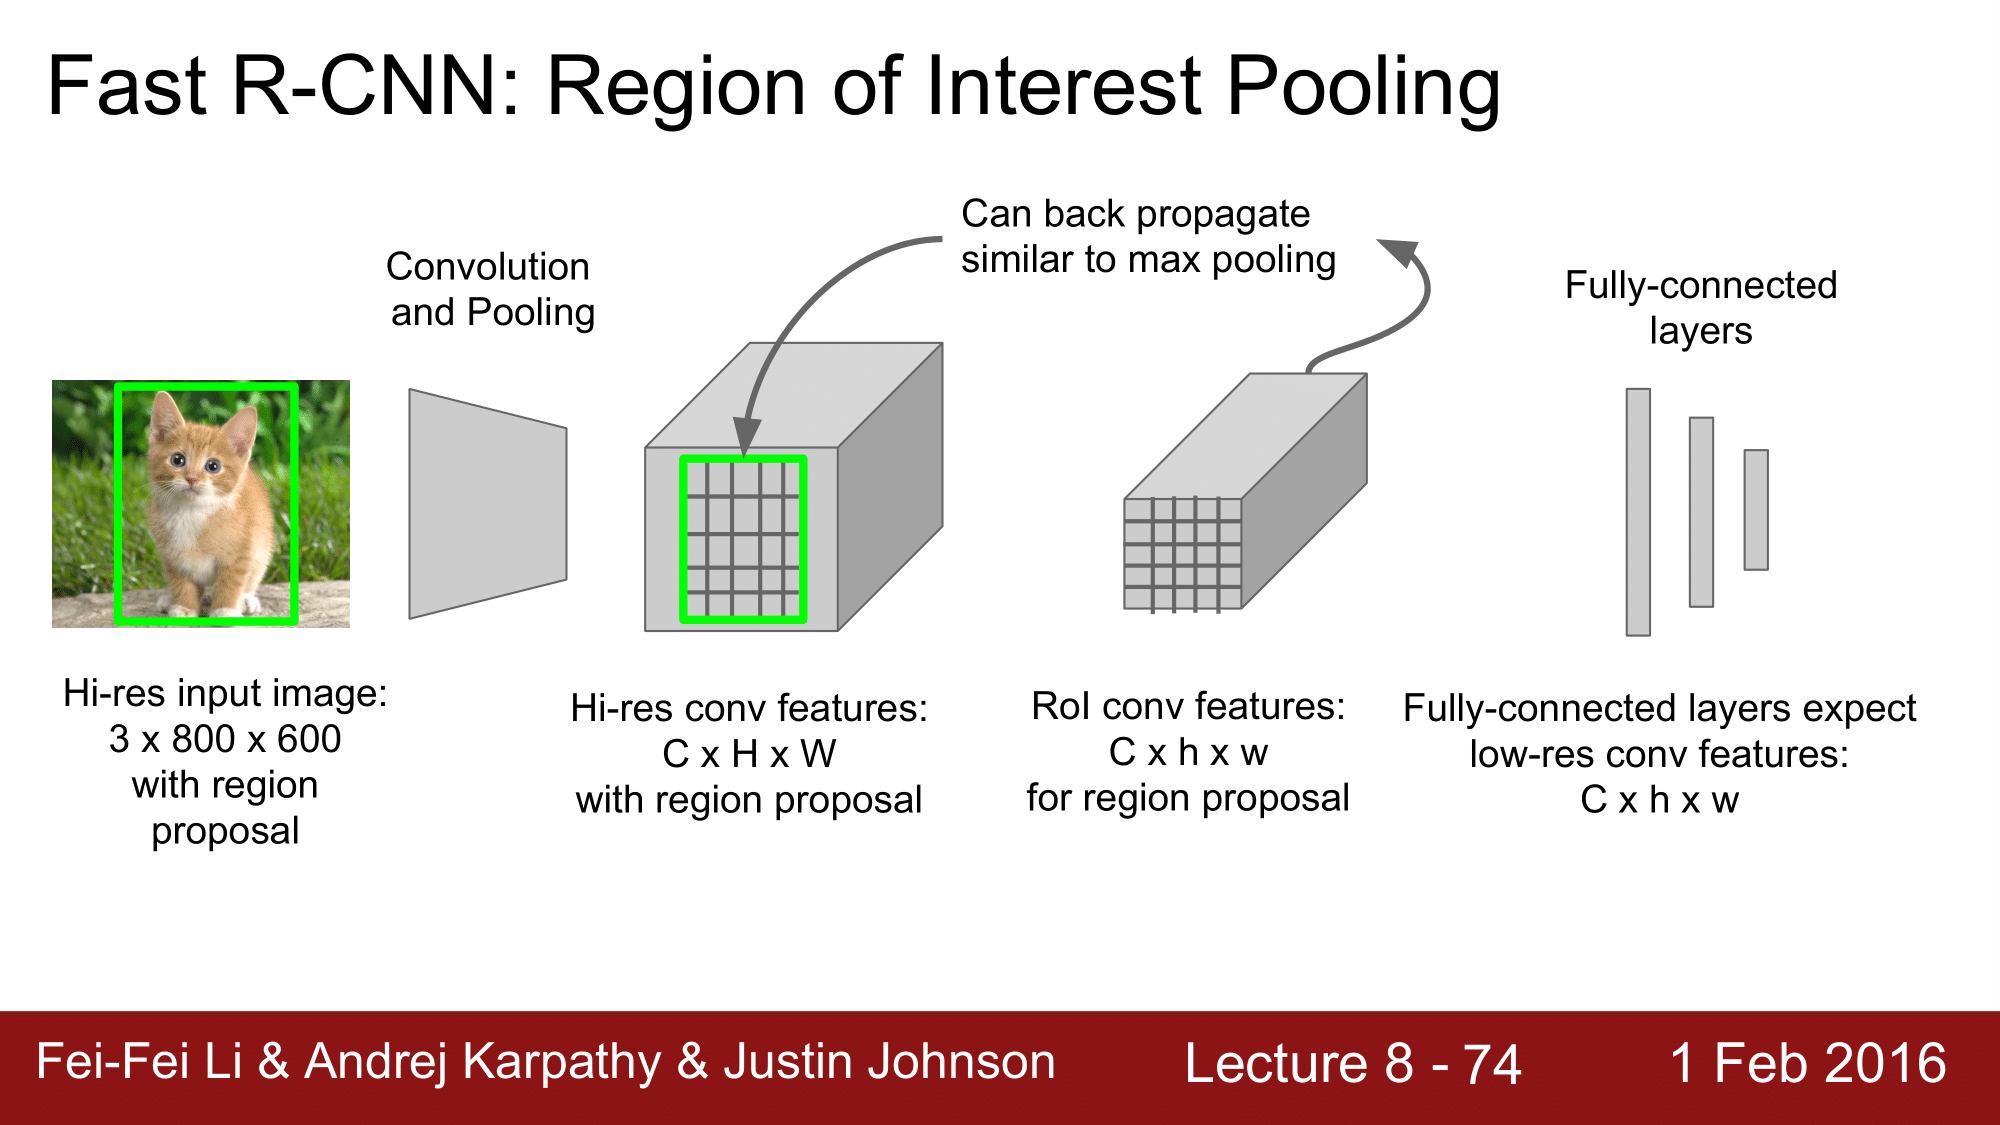 Fast R-CNN: Region of Interest Pooling
Can back propagate
similar to max pooling
Convolution
and Pooling
Fully-connected
layers
Hi-res input image:
3 x 800 x 600
with region
proposal
Hi-res conv features:
C x H x W
with region proposal
RoI conv features:
C x h x w
for region proposal
Fully-connected layers expect
low-res conv features:
C x h x w
Fei-Fei Li & Andrej Karpathy & Justin Johnson
Lecture 8 - 74
1 Feb 2016